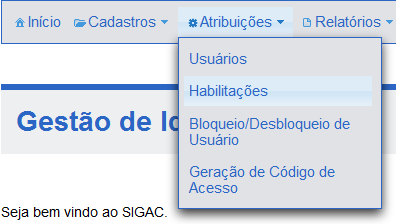 Início Cadastros Atribuições Relatórios
Usuários
Habilitações
Bloqueio/Desbloqueio de
Usuário
Geração de Código de
Acesso
Gestão de
Seja bem vindo ao SIGAC.